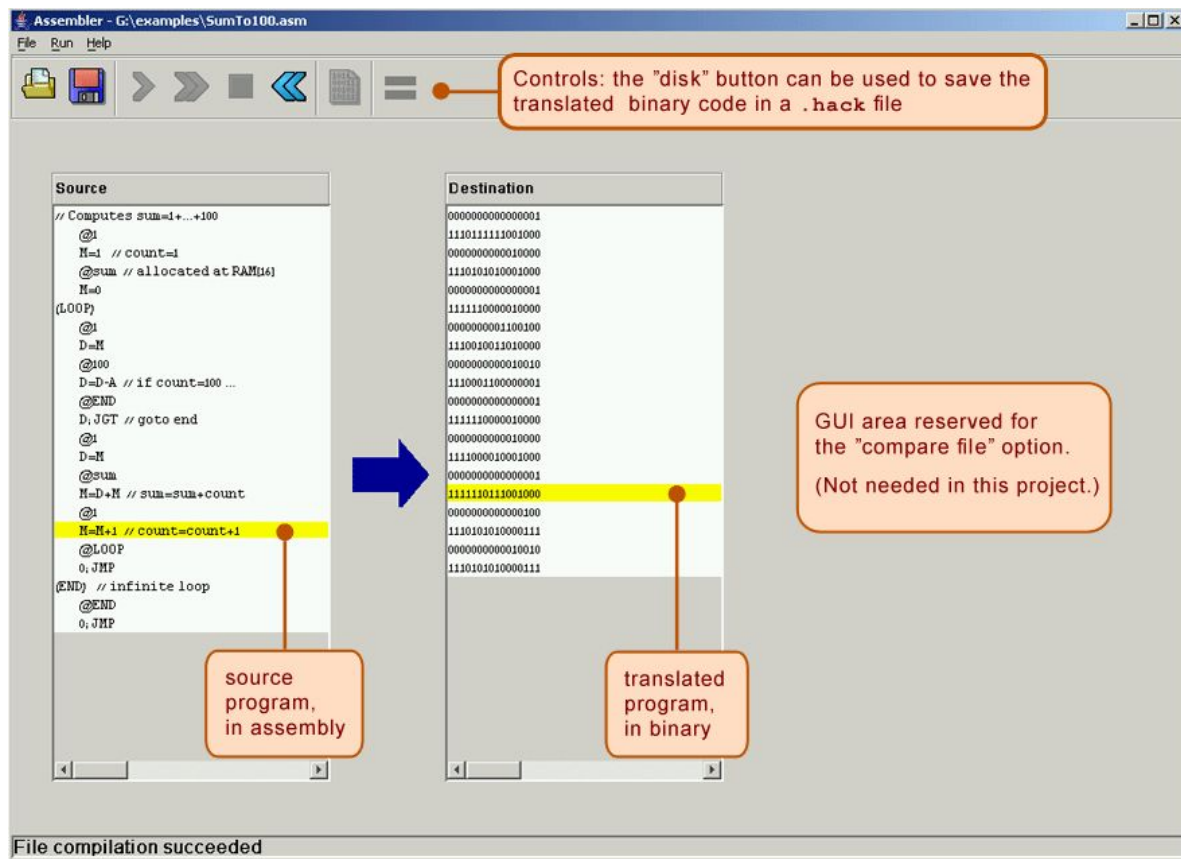 Assembler - G:\examples\SumTo100.asm
File Run Help
Controls: the "disk" button can be used to save the
translated binary code in a .hack file
Source
// Computes sum=1+...+100
@1
M=1 // count=1
@sum // allocated at RAM[16]
M=0
(LOOP)
@1
D=M
@100
D=D-A // if count=100 ...
@END
D;JGT // goto end
@1
D=M
@sum
M=D+M // sum=sum+count
@1
M=M+1 // count=count+1
@LOOP
0;JMP
(END) // infinite loop
@END
0;JMP
source
program,
in assembly
Destination
0000000000000001
1110111111001000
0000000000010000
1110101010001000
0000000000000001
1111110000010000
0000000001100100
1110010011010000
0000000000010010
1110001100000001
0000000000000001
1111110000010000
0000000000010000
1111000010001000
0000000000000001
1111110111001000
0000000000000100
1110101010000111
0000000000010010
1110101010000111
translated
program,
in binary
GUI area reserved for
the "compare file" option.
(Not needed in this project.)
File compilation succeeded